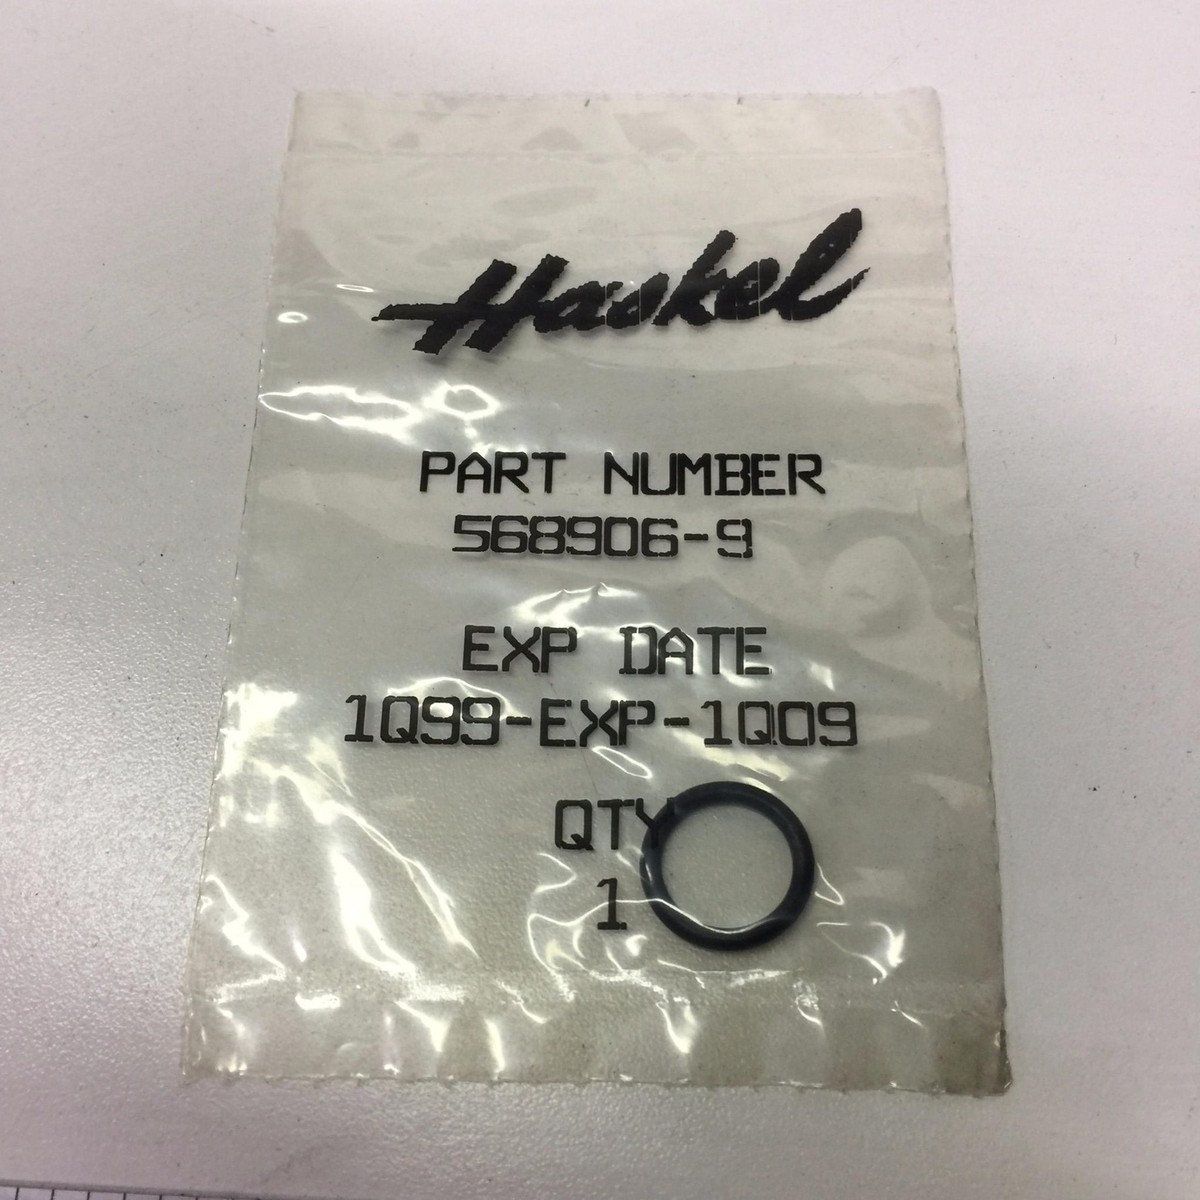 Haskel
PART NUMBER
568906-9
EXP DATE
1Q99-EXP-1Q09
QTY
1